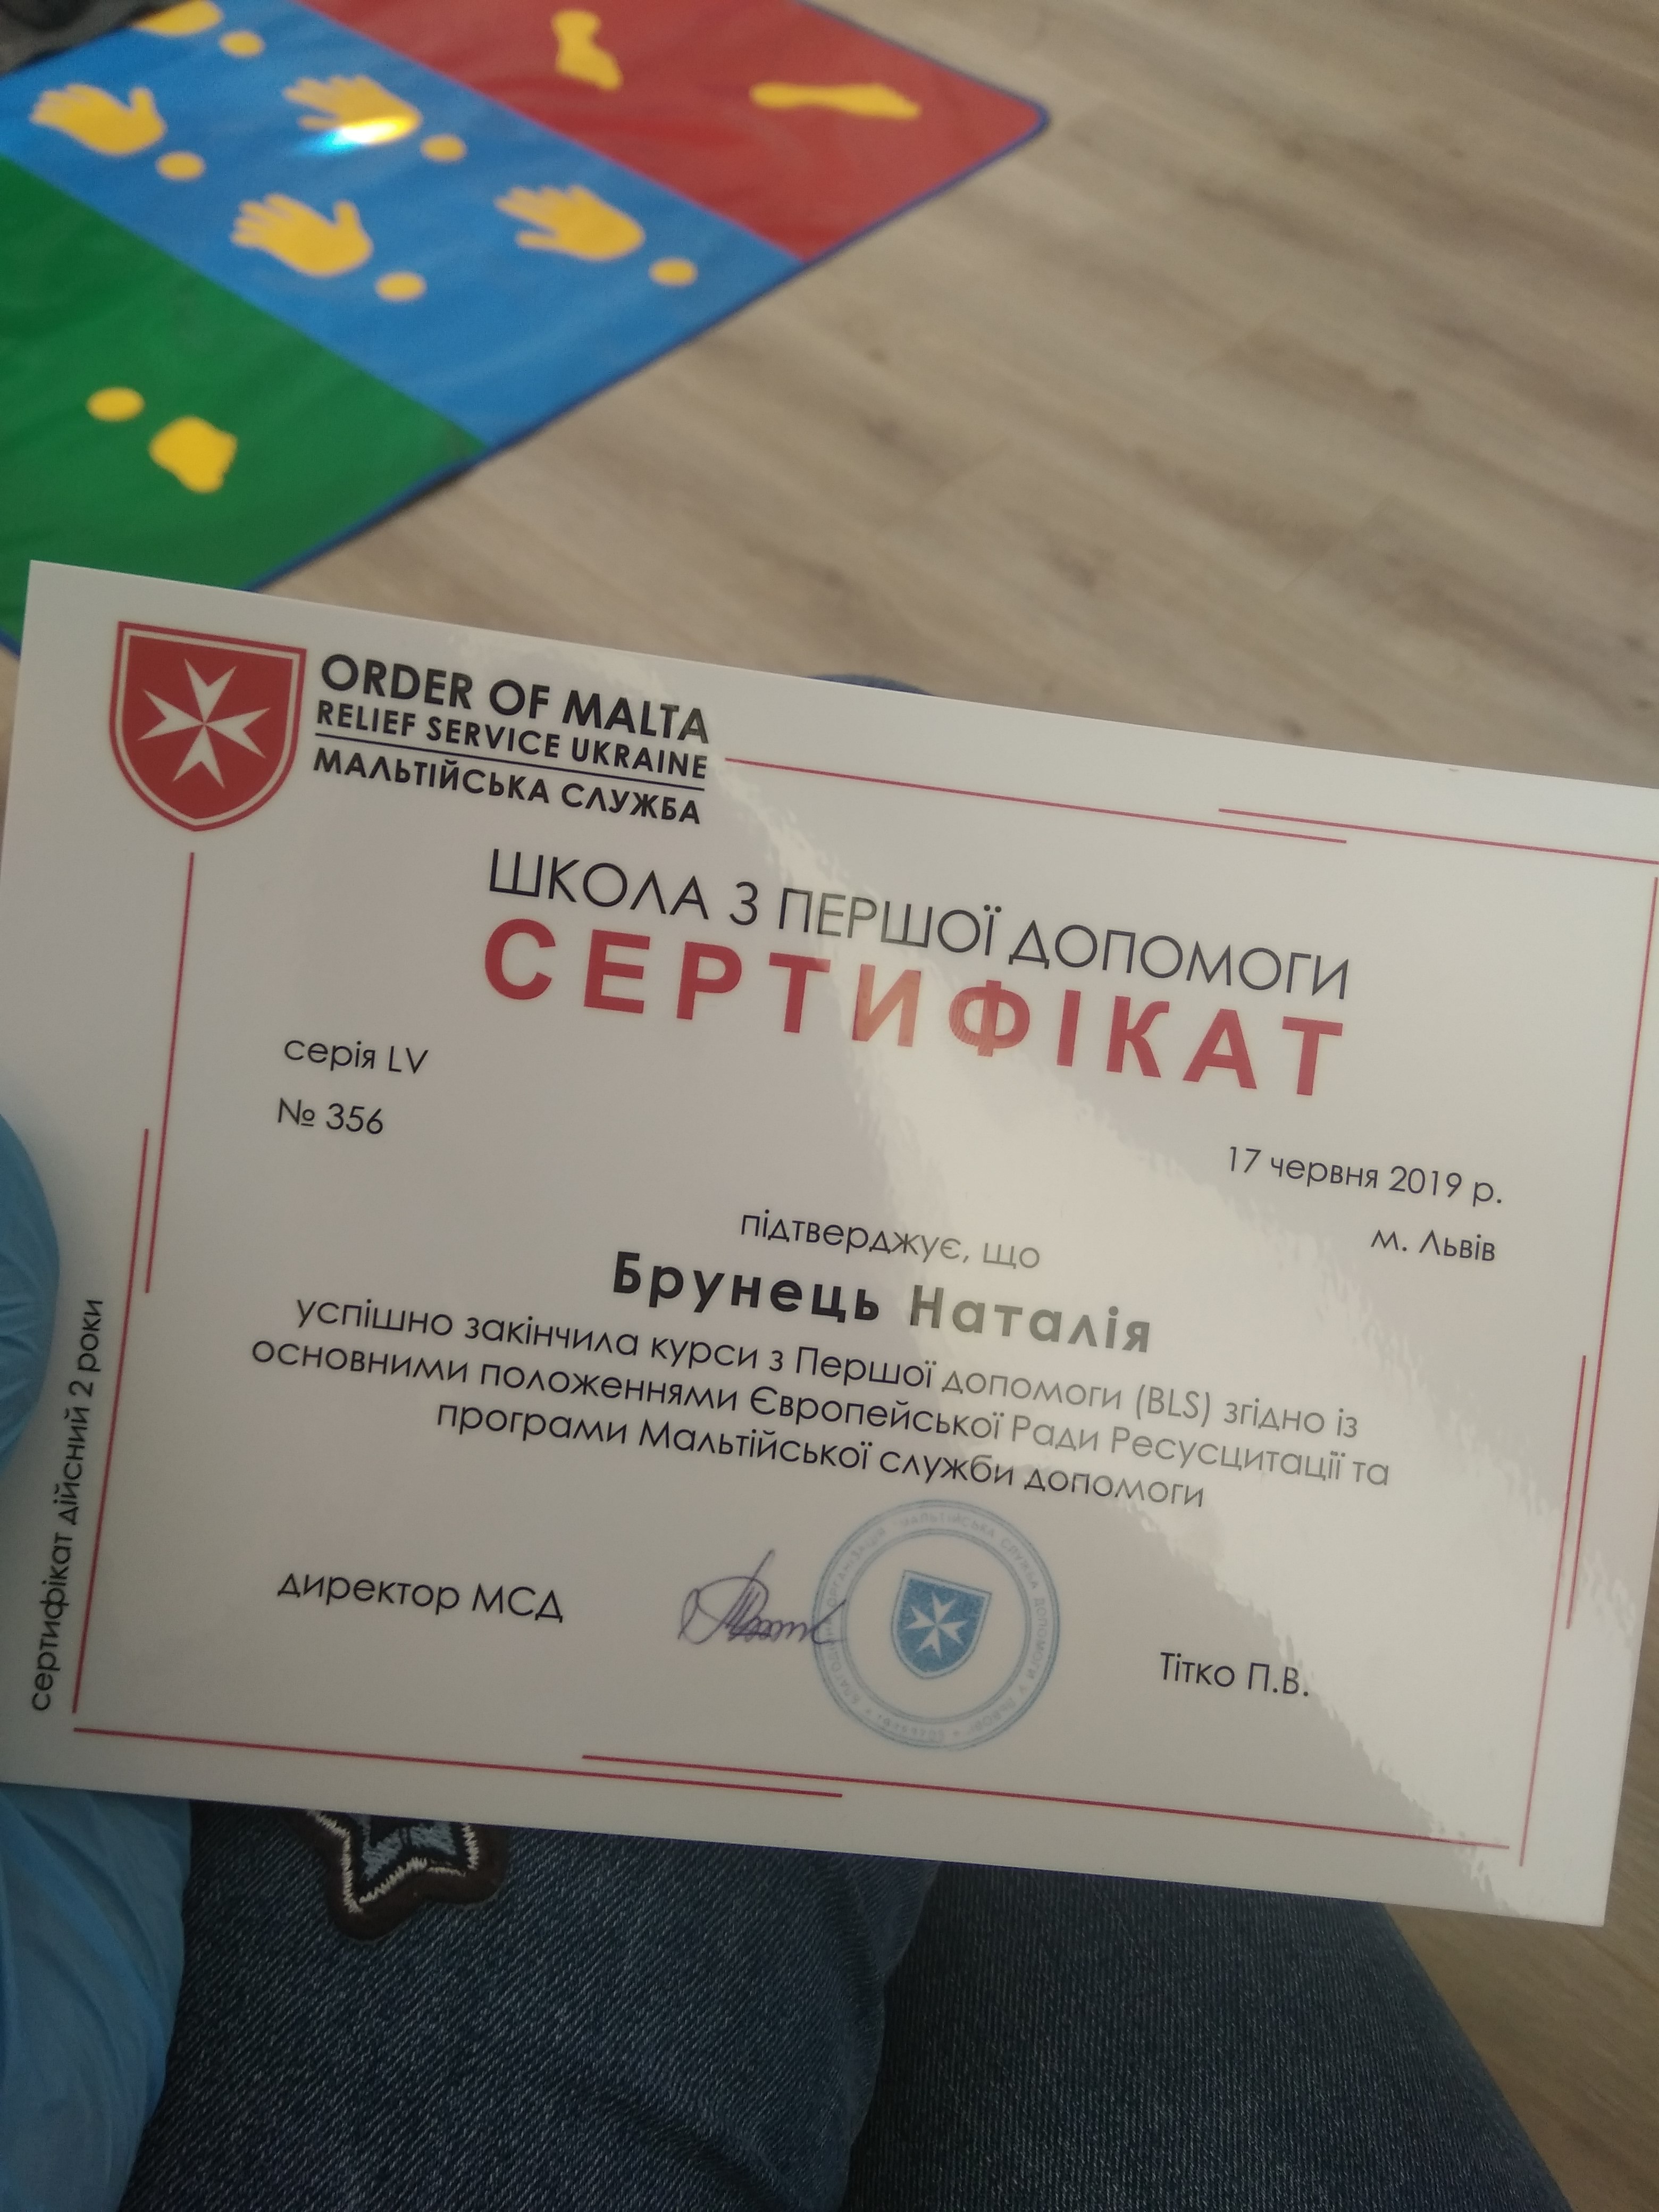 ORDER OF MALTA
RELIEF SERVICE UKRAINE
МАЛЬТІЙСЬКА СЛУЖБА
ШКОЛА З ПЕРШОЇ ДОПОМОГИ
СЕРТИФІКАТ
серія LV
№ 356
17 червня 2019 р.
м. Львів
підтверджує, що
Брунець Наталія
успішно закінчила курси з Першої допомоги (BLS) згідно із
основними положеннями Європейської Ради Ресусцитації та
програми Мальтійської служби допомоги
директор МСД
Тітко П.В.
сертифікат дійсний 2 роки